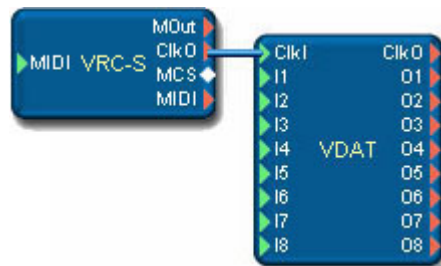 MOut
MIDI VRC-S ClkO
MCS
MIDI
ClkI ClkO
I1 O1
I2 O2
I3 O3
I4 VDAT O4
I5 O5
I6 O6
I7 O7
I8 O8